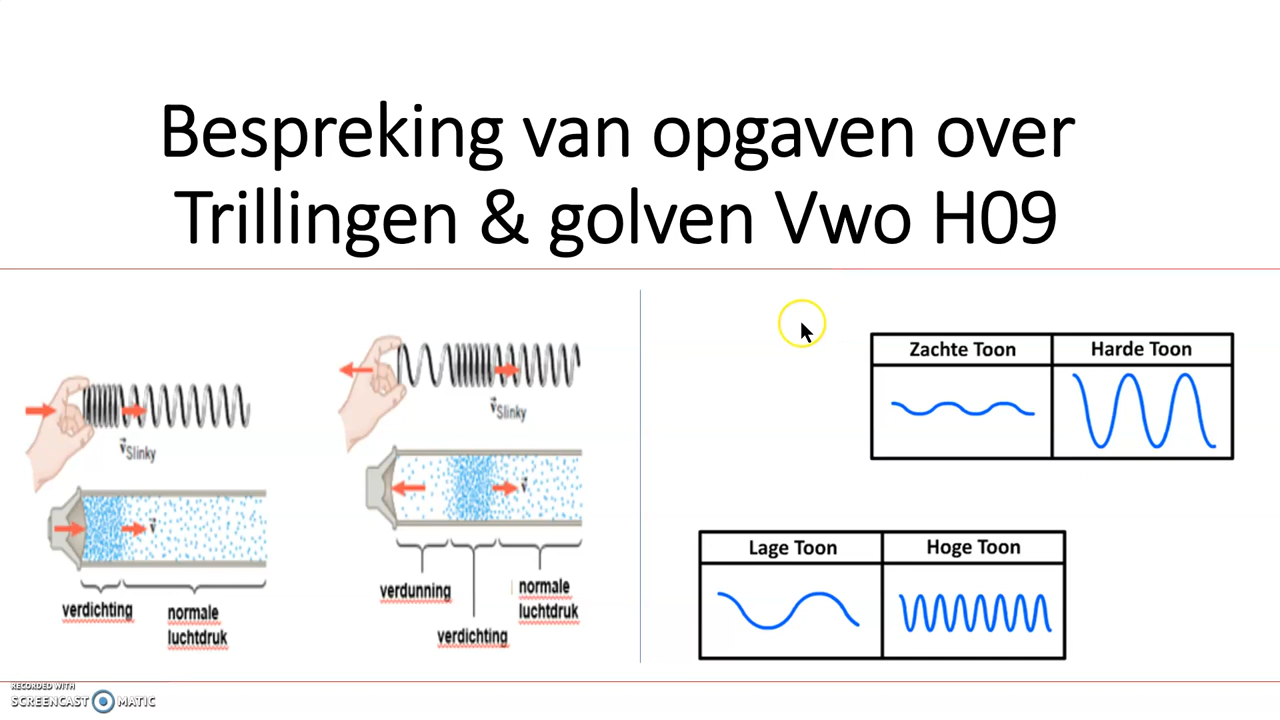 Bespreking van opgaven over
Trillingen & golven Vwo H09
v Slinky
v
verdichting
normale
luchtdruk
v Slinky
v
verdunning
verdichting
normale
luchtdruk
Zachte Toon
Harde Toon
Lage Toon
Hoge Toon
RECORDED WITH
SCREENCAST MATIC